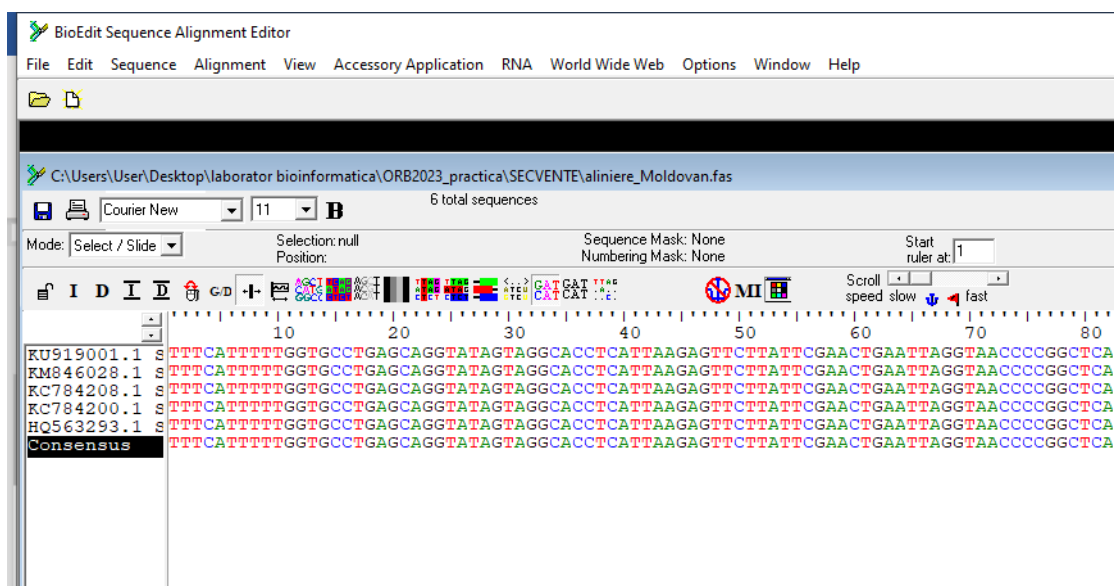 BioEdit Sequence Alignment Editor
File Edit Sequence Alignment View Accessory Application RNA World Wide Web Options Window Help
C:\Users\User\Desktop\laborator bioinformatica\ORB2023_practica\SECVENTE\aliniere_Moldovan.fas
Courier New 11 B 6 total sequences
Mode: Select / Slide Selection: null Sequence Mask: None Start
Position: Numbering Mask: None ruler at: 1
I D I D G/D MI Scroll
speed slow fast
10 20 30 40 50 60 70 80
KU919001.1 S TTTCATTTTTGGTGCCTGAGCAGGTATAGTAGGCACCTCATTAAGAGTTCTTATTCGAACTGAATTAGGTAACCCCGGCTCA
KM846028.1 S TTTCATTTTTGGTGCCTGAGCAGGTATAGTAGGCACCTCATTAAGAGTTCTTATTCGAACTGAATTAGGTAACCCCGGCTCA
KC784208.1 S TTTCATTTTTGGTGCCTGAGCAGGTATAGTAGGCACCTCATTAAGAGTTCTTATTCGAACTGAATTAGGTAACCCCGGCTCA
KC784200.1 S TTTCATTTTTGGTGCCTGAGCAGGTATAGTAGGCACCTCATTAAGAGTTCTTATTCGAACTGAATTAGGTAACCCCGGCTCA
HQ563293.1 S TTTCATTTTTGGTGCCTGAGCAGGTATAGTAGGCACCTCATTAAGAGTTCTTATTCGAACTGAATTAGGTAACCCCGGCTCA
Consensus TTTCATTTTTGGTGCCTGAGCAGGTATAGTAGGCACCTCATTAAGAGTTCTTATTCGAACTGAATTAGGTAACCCCGGCTCA